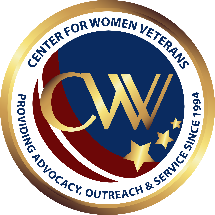 CENTER FOR WOMEN VETERANS
CWV
PROVIDING ADVOCACY, OUTREACH & SERVICE SINCE 1994